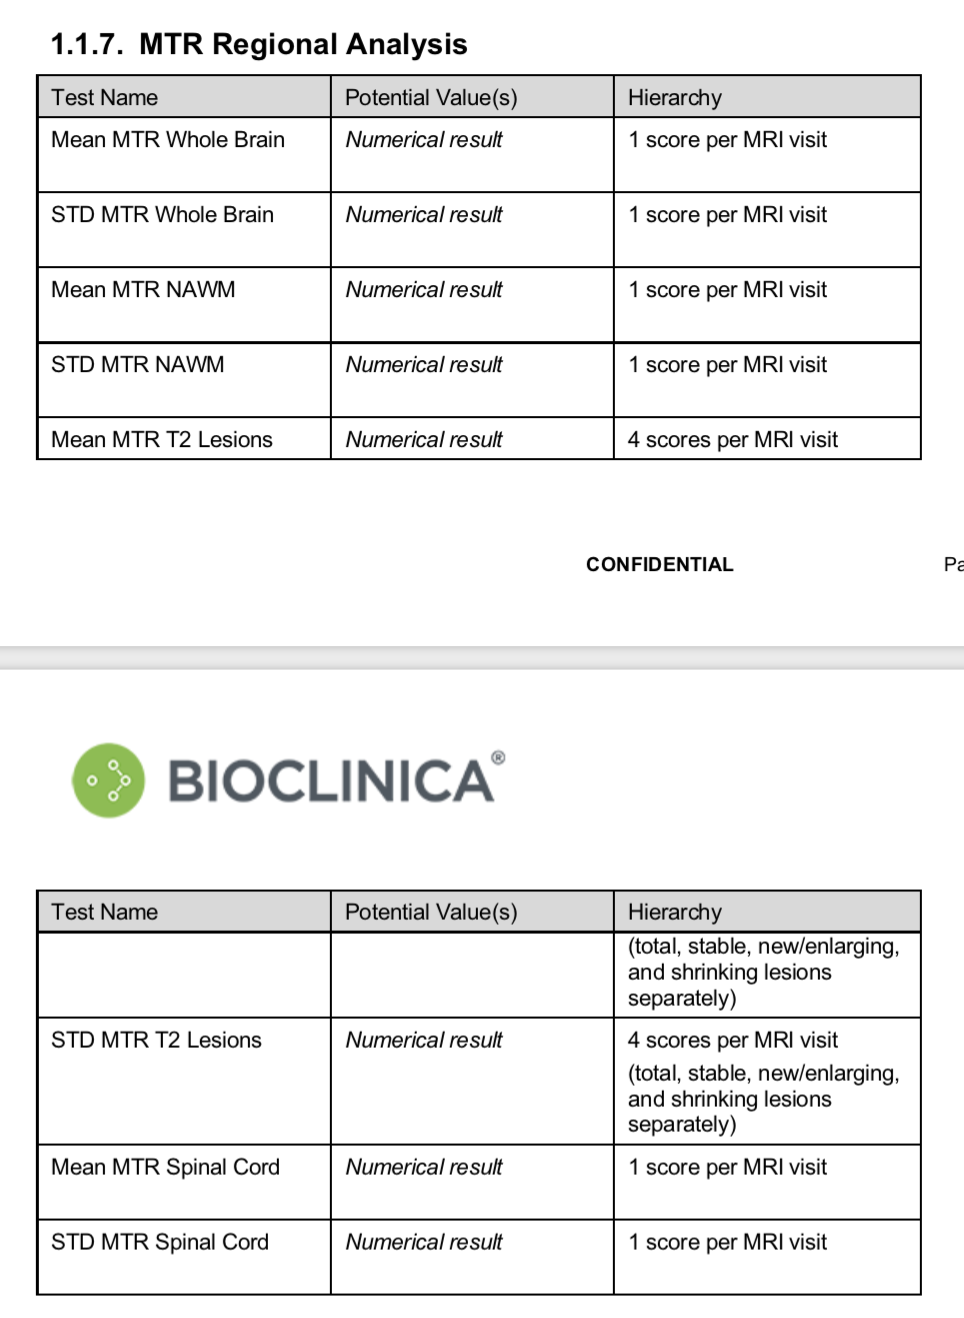 1.1.7. MTR Regional Analysis
Test Name Potential Value(s) Hierarchy
Mean MTR Whole Brain Numerical result 1 score per MRI visit
STD MTR Whole Brain Numerical result 1 score per MRI visit
Mean MTR NAWM Numerical result 1 score per MRI visit
STD MTR NAWM Numerical result 1 score per MRI visit
Mean MTR T2 Lesions Numerical result 4 scores per MRI visit
CONFIDENTIAL Pa
BIOCLINICA®
Test Name Potential Value(s) Hierarchy
(total, stable, new/enlarging,
and shrinking lesions
separately)
STD MTR T2 Lesions Numerical result 4 scores per MRI visit
(total, stable, new/enlarging,
and shrinking lesions
separately)
Mean MTR Spinal Cord Numerical result 1 score per MRI visit
STD MTR Spinal Cord Numerical result 1 score per MRI visit